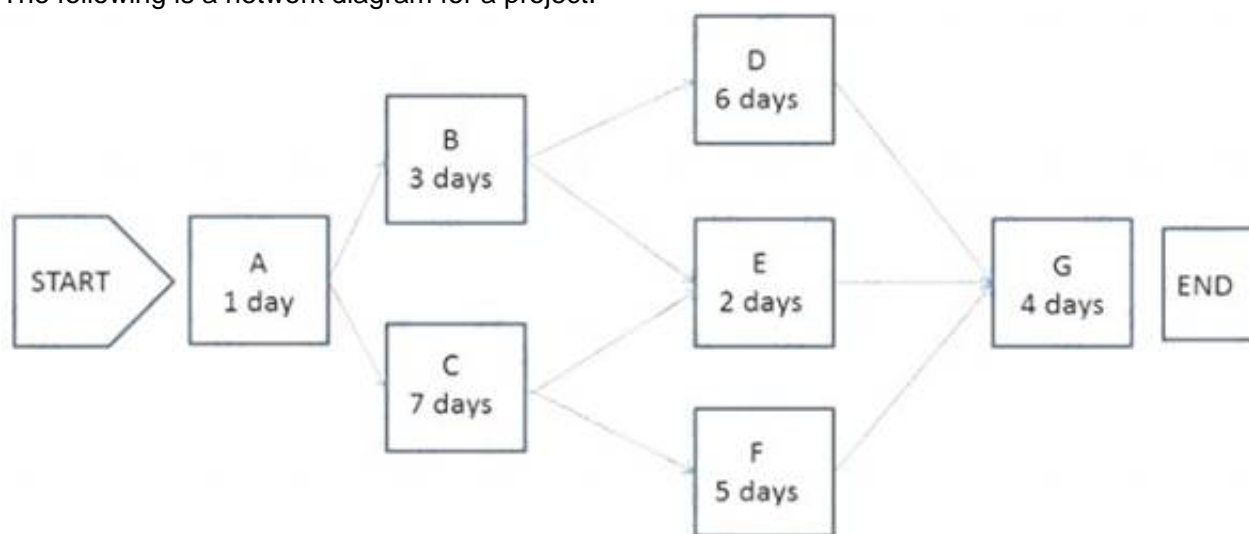 The following is a network diagram for a project.
START
A
1 day
B
3 days
C
7 days
D
6 days
E
2 days
F
5 days
G
4 days
END